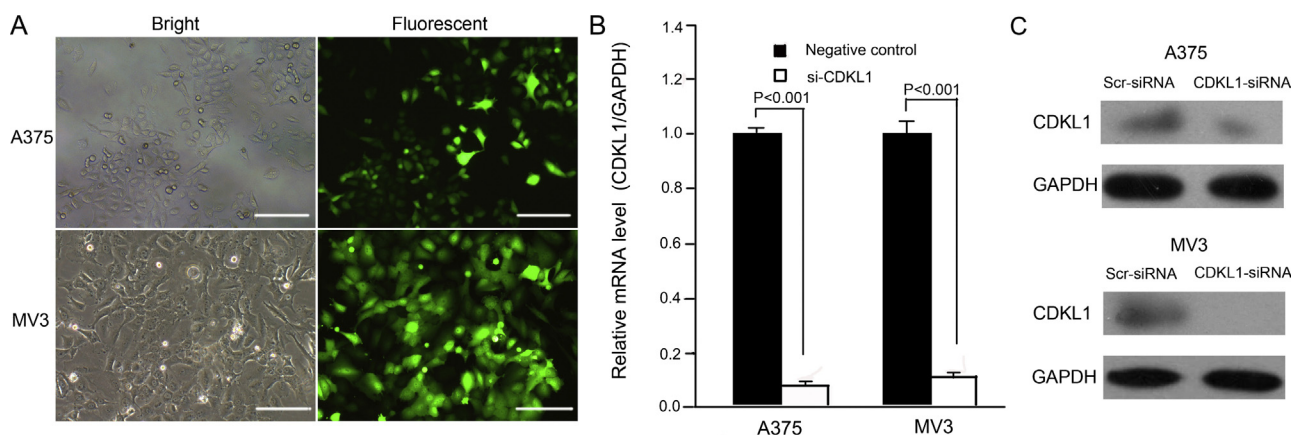 A
Bright
Fluorescent
A375
MV3
B
Relative mRNA level (CDKL1/GAPDH)
1.4
1.2
1.0
0.8
0.6
0.4
0.2
0.0
Negative control
si-CDKL1
P<0.001
P<0.001
A375
MV3
C
A375
Scr-siRNA CDKL1-siRNA
CDKL1
GAPDH
MV3
Scr-siRNA CDKL1-siRNA
CDKL1
GAPDH